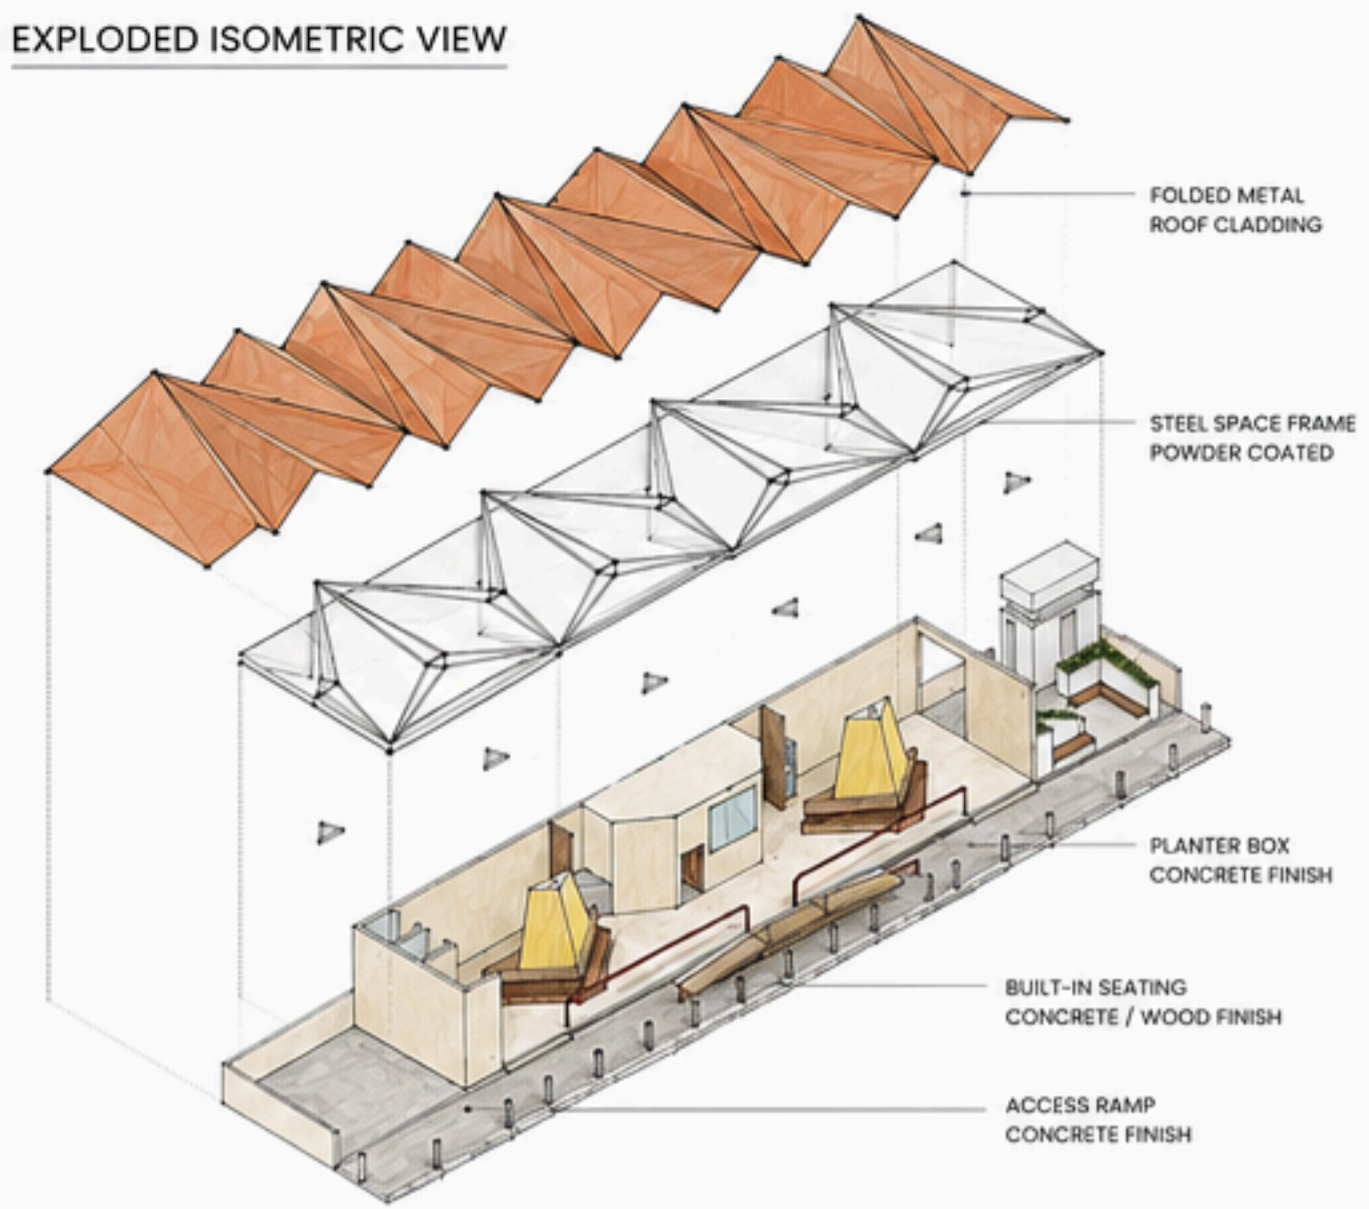 EXPLODED ISOMETRIC VIEW
FOLDED METAL
ROOF CLADDING
STEEL SPACE FRAME
POWDER COATED
PLANTER BOX
CONCRETE FINISH
BUILT-IN SEATING
CONCRETE / WOOD FINISH
ACCESS RAMP
CONCRETE FINISH